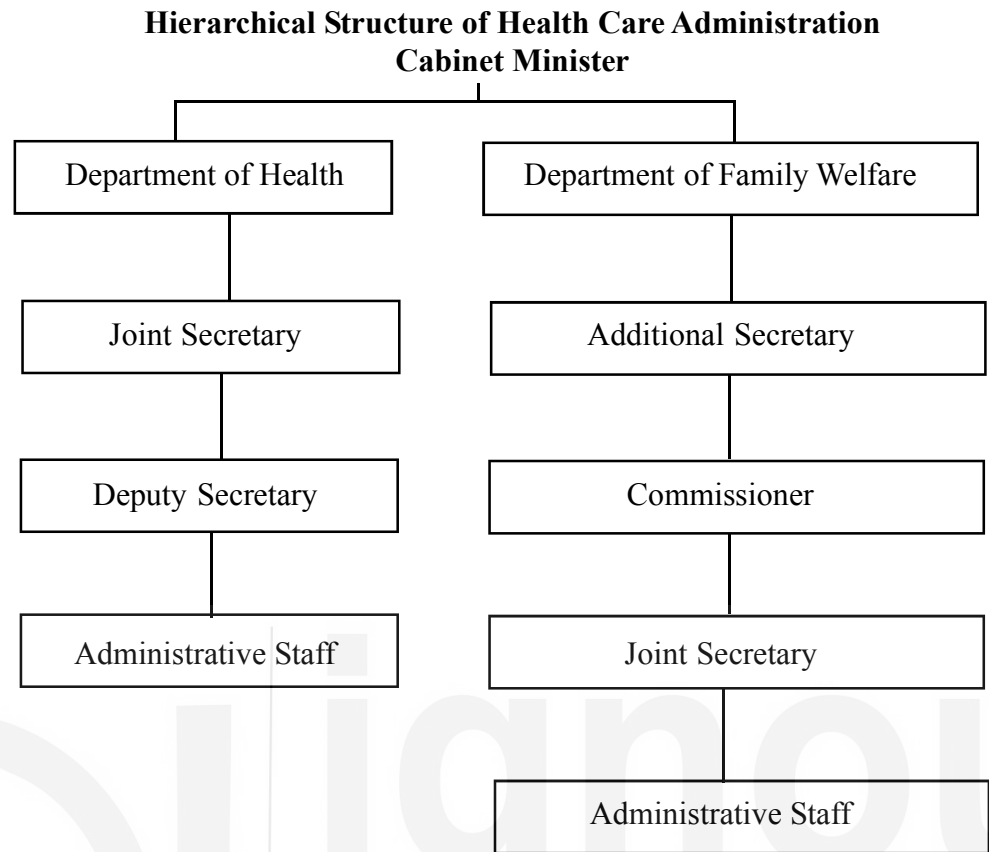 Hierarchical Structure of Health Care Administration
Cabinet Minister
Department of Health
Department of Family Welfare
Joint Secretary
Additional Secretary
Deputy Secretary
Commissioner
Administrative Staff
Joint Secretary
Administrative Staff
ignou